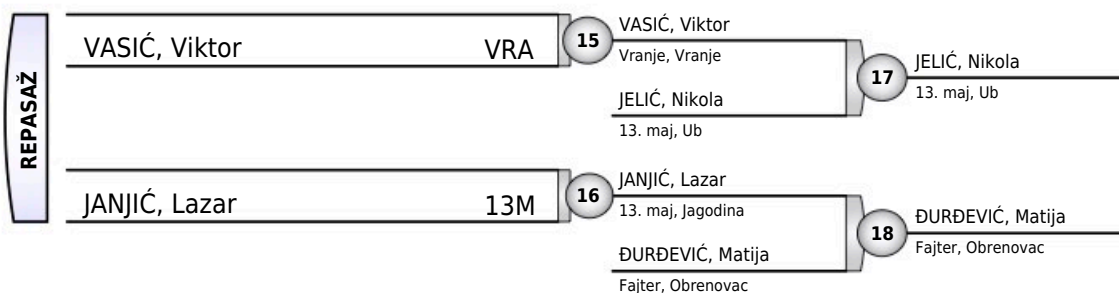 REPASAŽ
VASIĆ, Viktor VRA
15
VASIĆ, Viktor
Vranje, Vranje
JELIĆ, Nikola
13. maj, Ub
17
JELIĆ, Nikola
13. maj, Ub
JANJIĆ, Lazar 13M
16
JANJIĆ, Lazar
13. maj, Jagodina
ĐURĐEVIĆ, Matija
Fajter, Obrenovac
18
ĐURĐEVIĆ, Matija
Fajter, Obrenovac